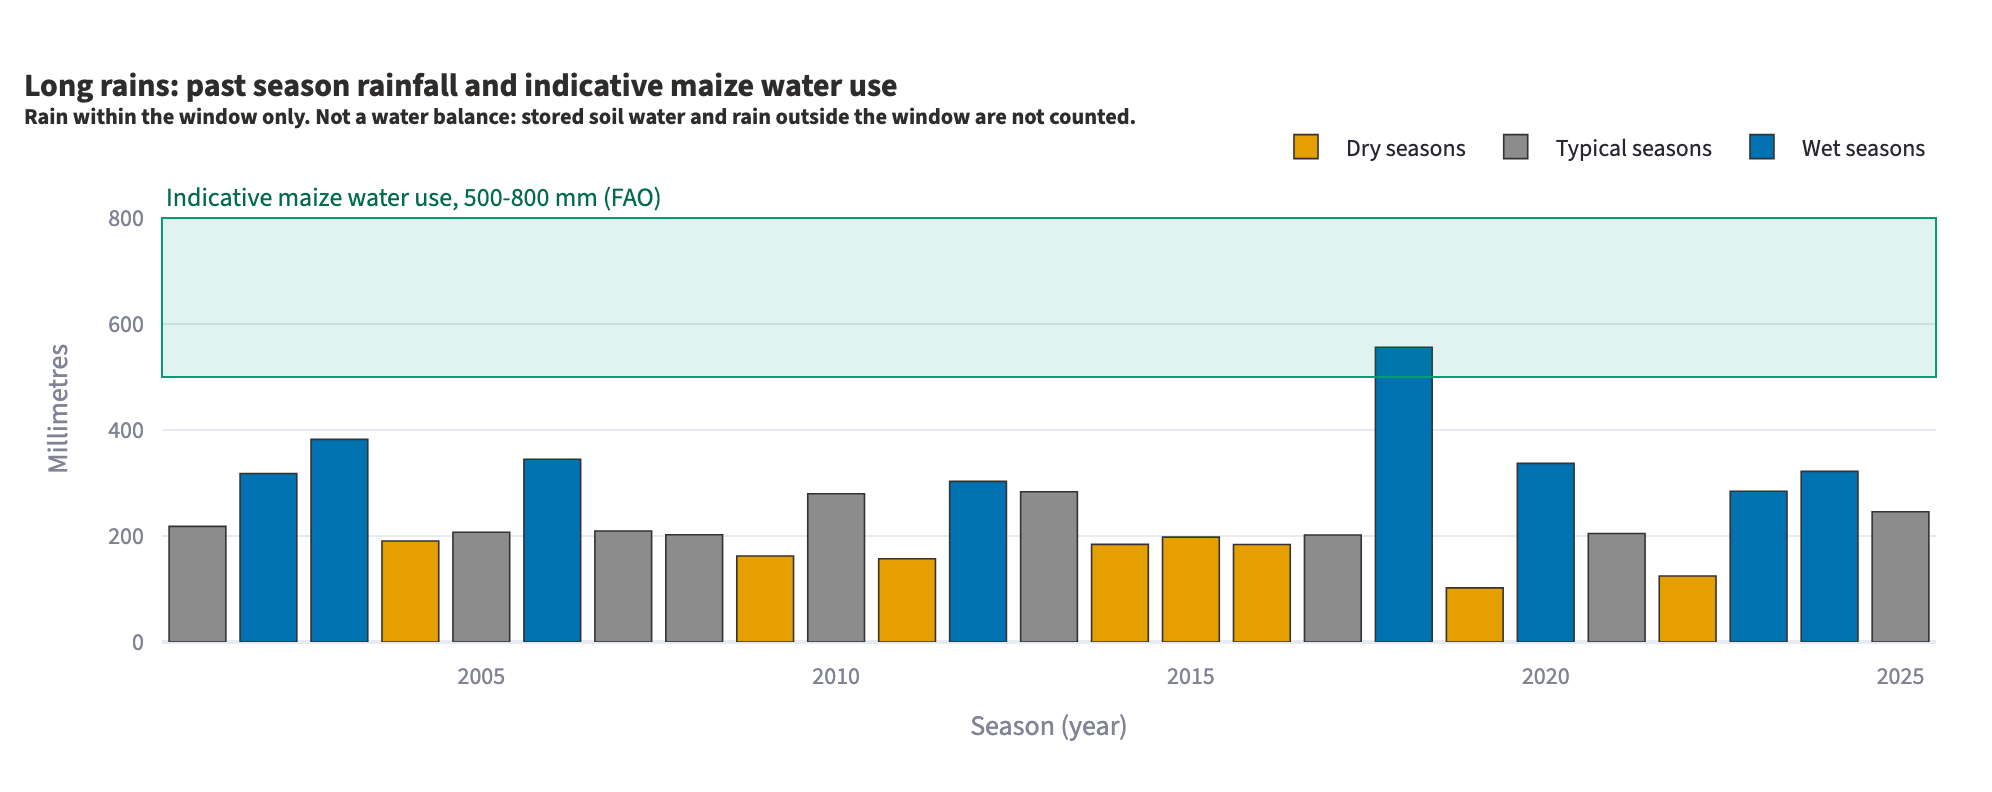 Long rains: past season rainfall and indicative maize water use
Rain within the window only. Not a water balance: stored soil water and rain outside the window are not counted.
Dry seasons
Typical seasons
Wet seasons
Indicative maize water use, 500-800 mm (FAO)
800
600
400
200
0
Millimetres
2005
2010
2015
2020
2025
Season (year)